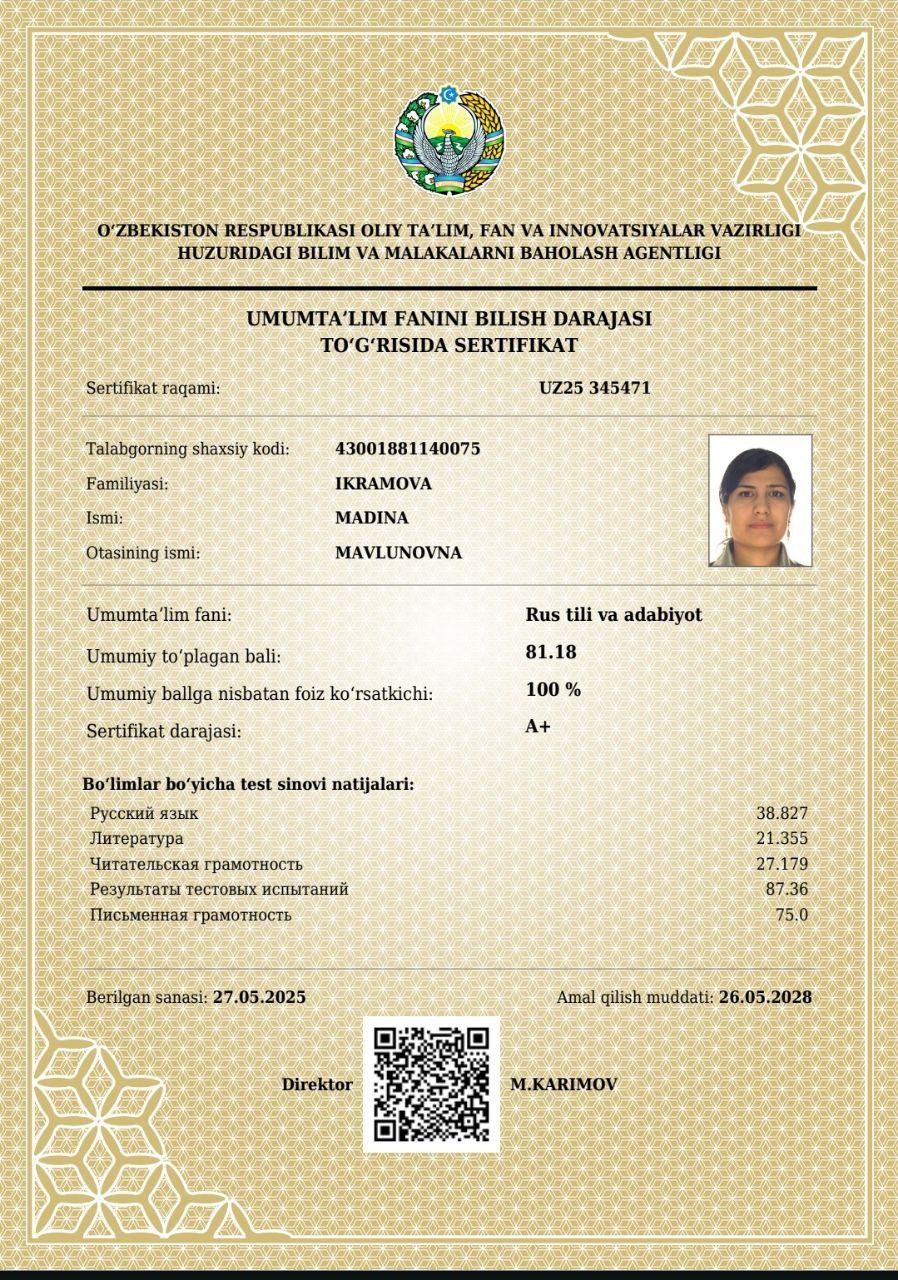 O‘ZBEKISTON RESPUBLIKASI OLIY TA’LIM, FAN VA INNOVATSIYALAR VAZIRLIGI
HUZURIDAGI BILIM VA MALAKALARNI BAHOLASH AGENTLIGI
UMUMTA’LIM FANINI BILISH DARAJASI
TO‘G‘RISIDA SERTIFIKAT
Sertifikat raqami: UZ25 345471
Talabgorning shaxsiy kodi: 43001881140075
Familiyasi: IKRAMOVA
Ismi: MADINA
Otasining ismi: MAVLUNOVNA
Umumta’lim fani: Rus tili va adabiyot
Umumiy to‘plagan bali: 81.18
Umumiy ballga nisbatan foiz ko‘rsatkichi: 100 %
Sertifikat darajasi: A+
Bo‘limlar bo‘yicha test sinovi natijalari:
Русский язык 38.827
Литература 21.355
Читательская грамотность 27.179
Результаты тестовых испытаний 87.36
Письменная грамотность 75.0
Berilgan sanasi: 27.05.2025 Amal qilish muddati: 26.05.2028
Direktor M.KARIMOV